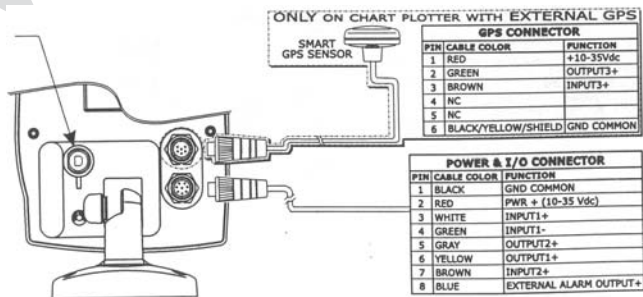 ONLY ON CHART PLOTTER WITH EXTERNAL GPS
SMART
GPS SENSOR
GPS CONNECTOR
PIN CABLE COLOR FUNCTION
1 RED +10-35Vdc
2 GREEN OUTPUT3+
3 BROWN INPUT3+
4 NC
5 NC
6 BLACK/YELLOW/SHIELD GND COMMON
POWER & I/O CONNECTOR
PIN CABLE COLOR FUNCTION
1 BLACK GND COMMON
2 RED PWR + (10-35 Vdc)
3 WHITE INPUT1+
4 GREEN INPUT1-
5 GRAY OUTPUT2+
6 YELLOW OUTPUT1+
7 BROWN INPUT2+
8 BLUE EXTERNAL ALARM OUTPUT+